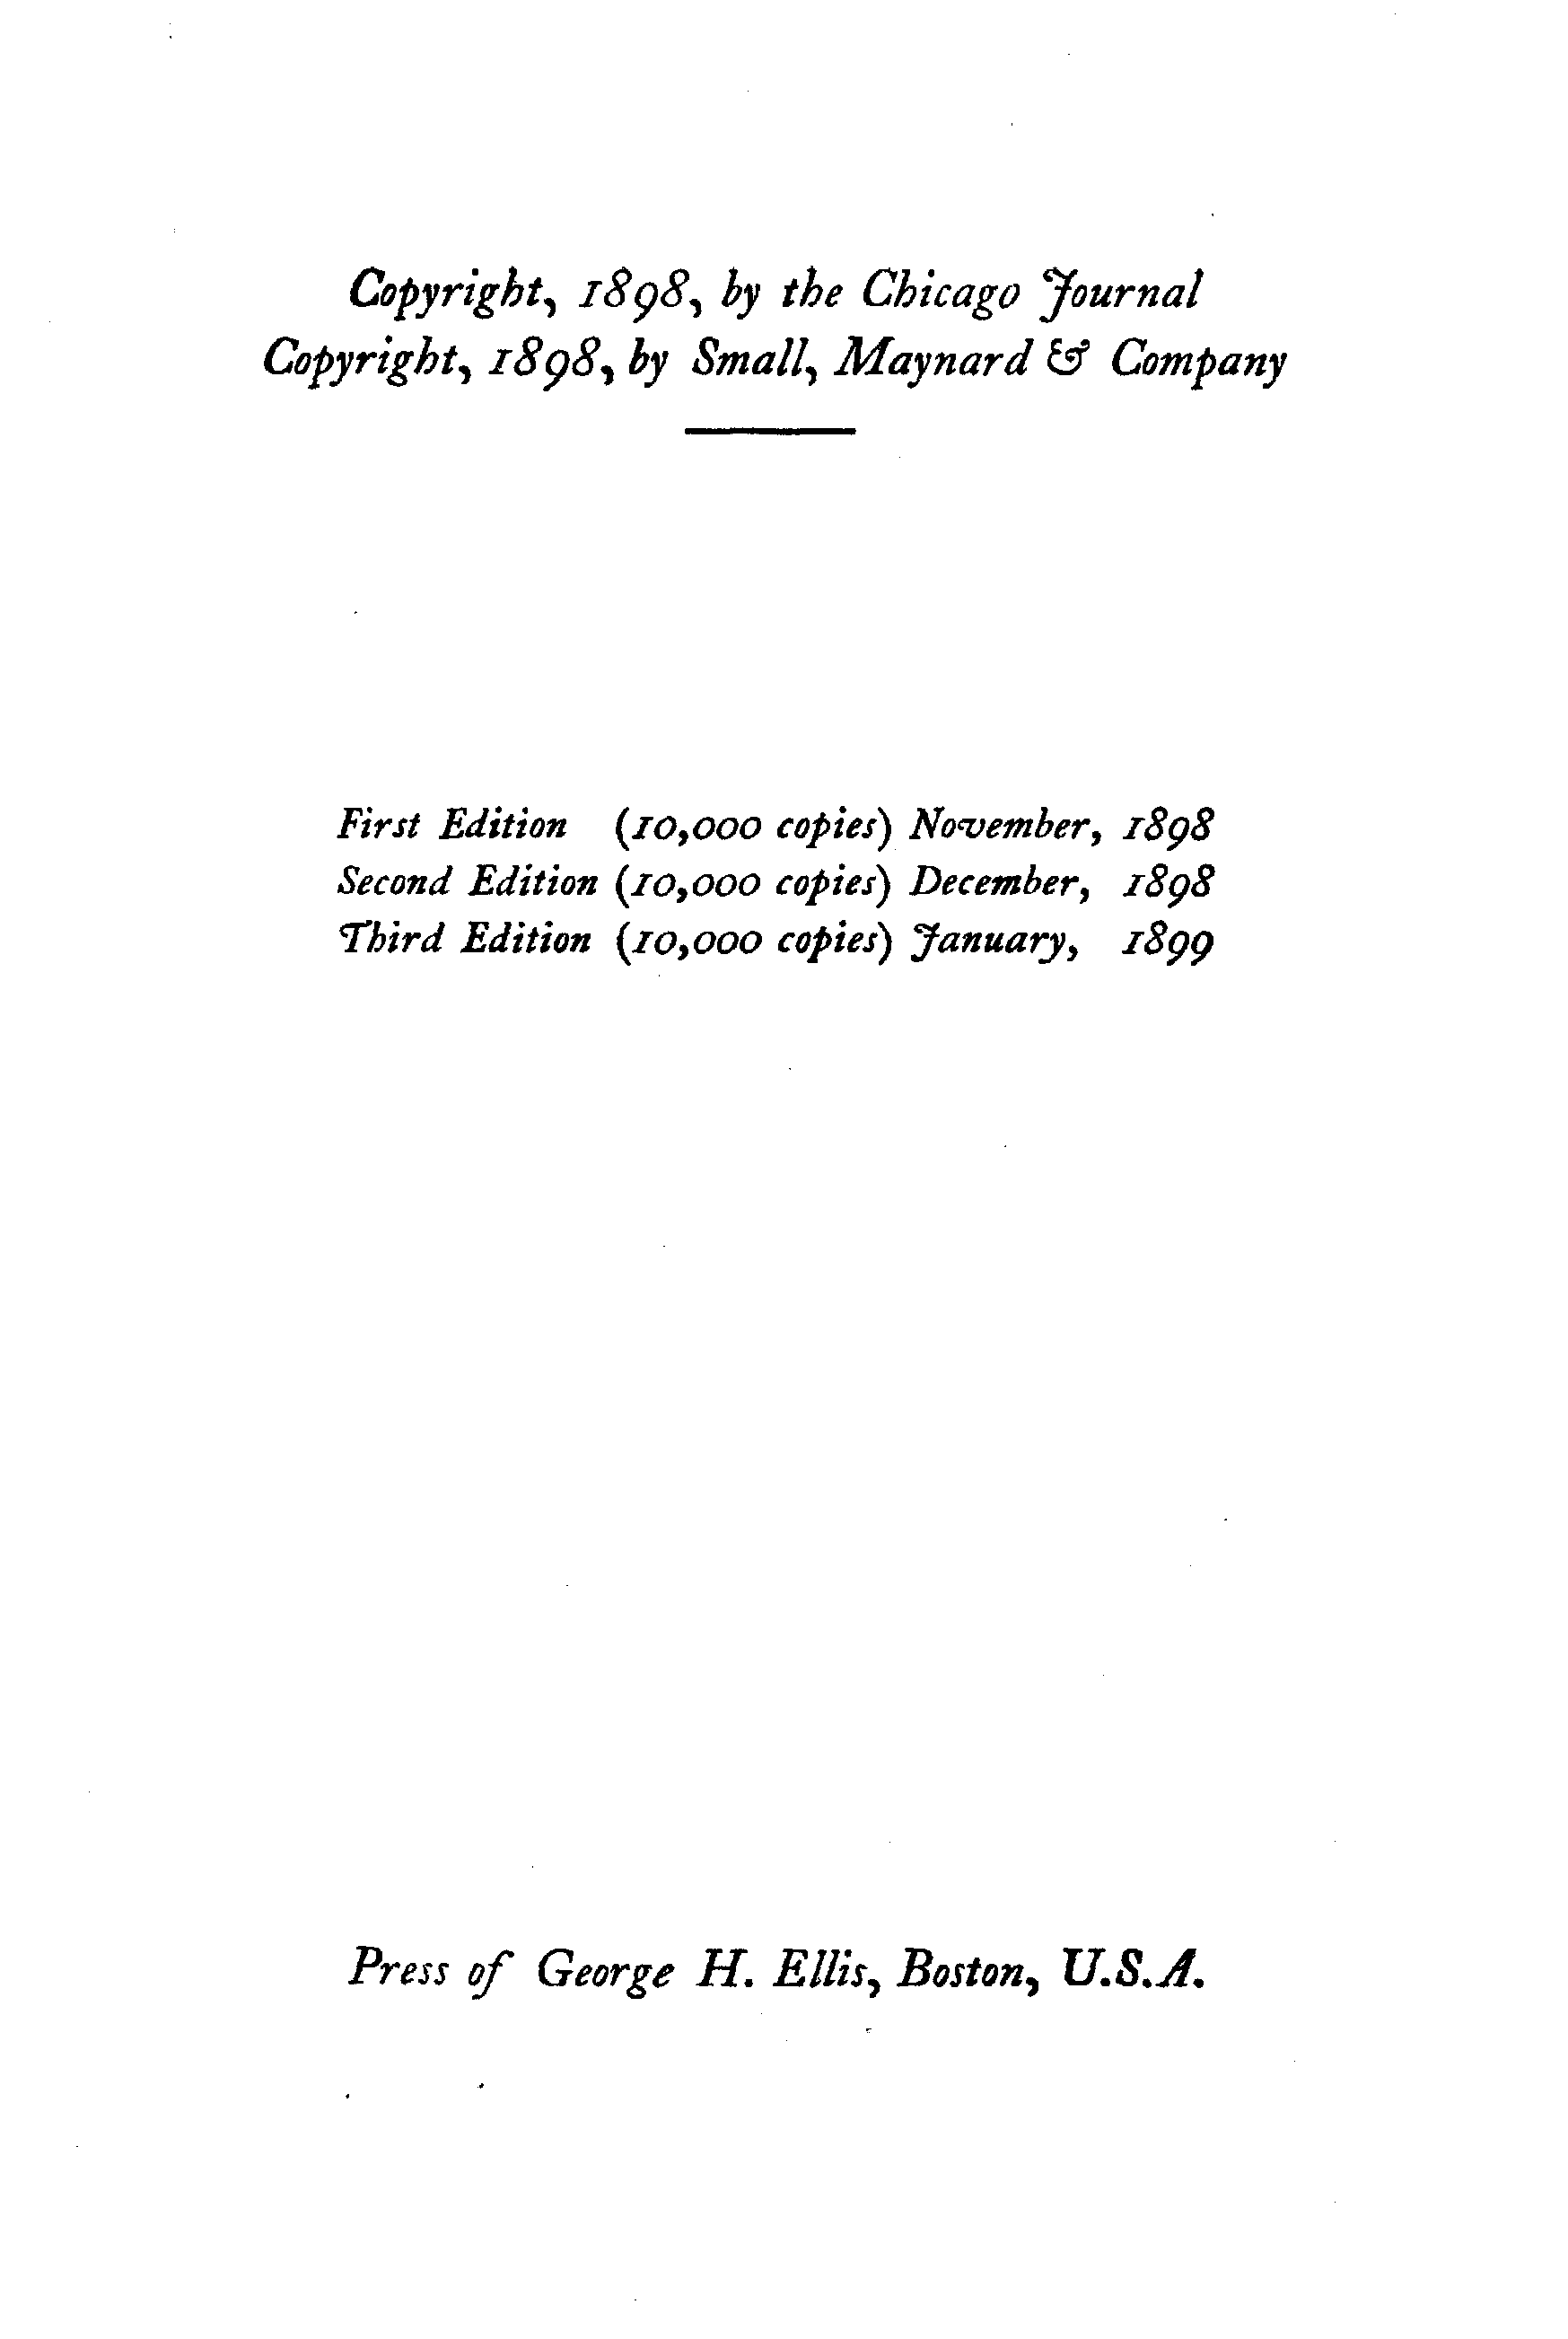 Copyright, 1898, by the Chicago Journal
Copyright, 1898, by Small, Maynard & Company
First Edition (10,000 copies) November, 1898
Second Edition (10,000 copies) December, 1898
Third Edition (10,000 copies) January, 1899
Press of George H. Ellis, Boston, U.S.A.